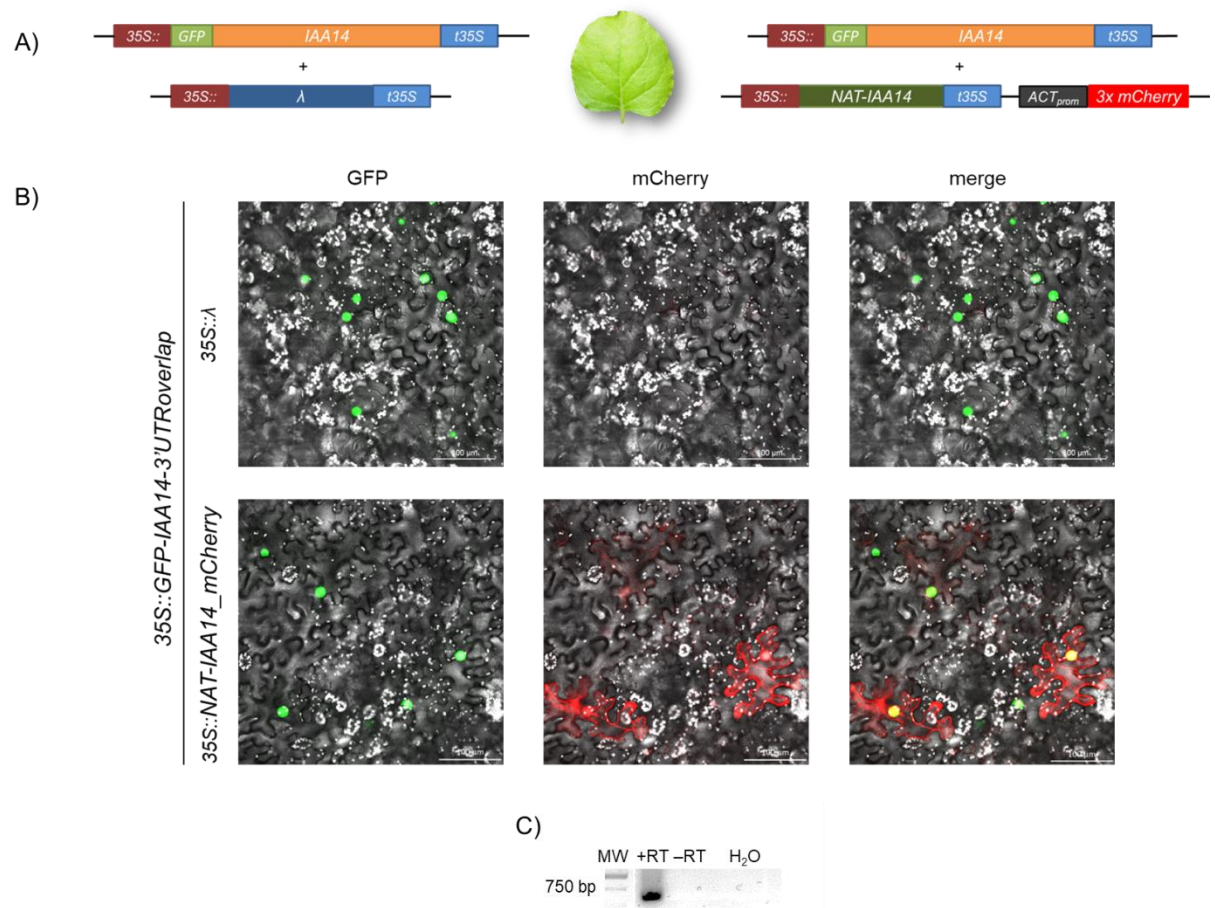 A)
35S:: GFP IAA14 t35S
+
35S:: λ t35S
35S:: GFP IAA14 t35S
+
35S:: NAT-IAA14 t35S ACTprom 3x mCherry
B)
GFP mCherry merge
35S::GFP-IAA14-3'UTRoverlap
35S::λ
100 µm
100 µm
100 µm
35S::NAT-IAA14_mCherry
100 µm
100 µm
100 µm
C)
MW +RT –RT H₂O
750 bp